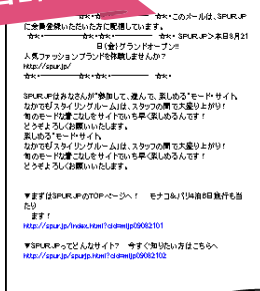 ☆*:・ ☆*:・ ☆*:・このメールは、SPUR.JP
に会員登録いただいた方に配信しています。
☆*:・ ☆*:・ ☆*:・ SPUR.JP>本日8月21
日(金)グランドオープン!!
人気ファッションブランドを体験しませんか?
http://spur.jp/
☆*:・ ☆*:・ ☆*:・
SPUR.JPはみなさんが"参加して、選んで、楽しめる"モード・サイト。
なかでも「スタイリングルーム」は、スタッフの間で大盛り上がり!
旬のモードな着こなしをサイトでいち早く楽しめるんです!
どうぞよろしくお願いいたします。
楽しめる"モード・サイト。
なかでも「スタイリングルーム」は、スタッフの間で大盛り上がり!
旬のモードな着こなしをサイトでいち早く楽しめるんです!
どうぞよろしくお願いいたします。
▼まずはSPUR.JPのTOPページへ! モナコ&パリ4泊6日旅行も当
たり
ます!
http://spur.jp/index.html?cid=mljp09082101
▼SPUR.JPってどんなサイト? 今すぐ知りたい方はこちらへ
http://spur.jp/spurjp.html?cid=mljp09082102